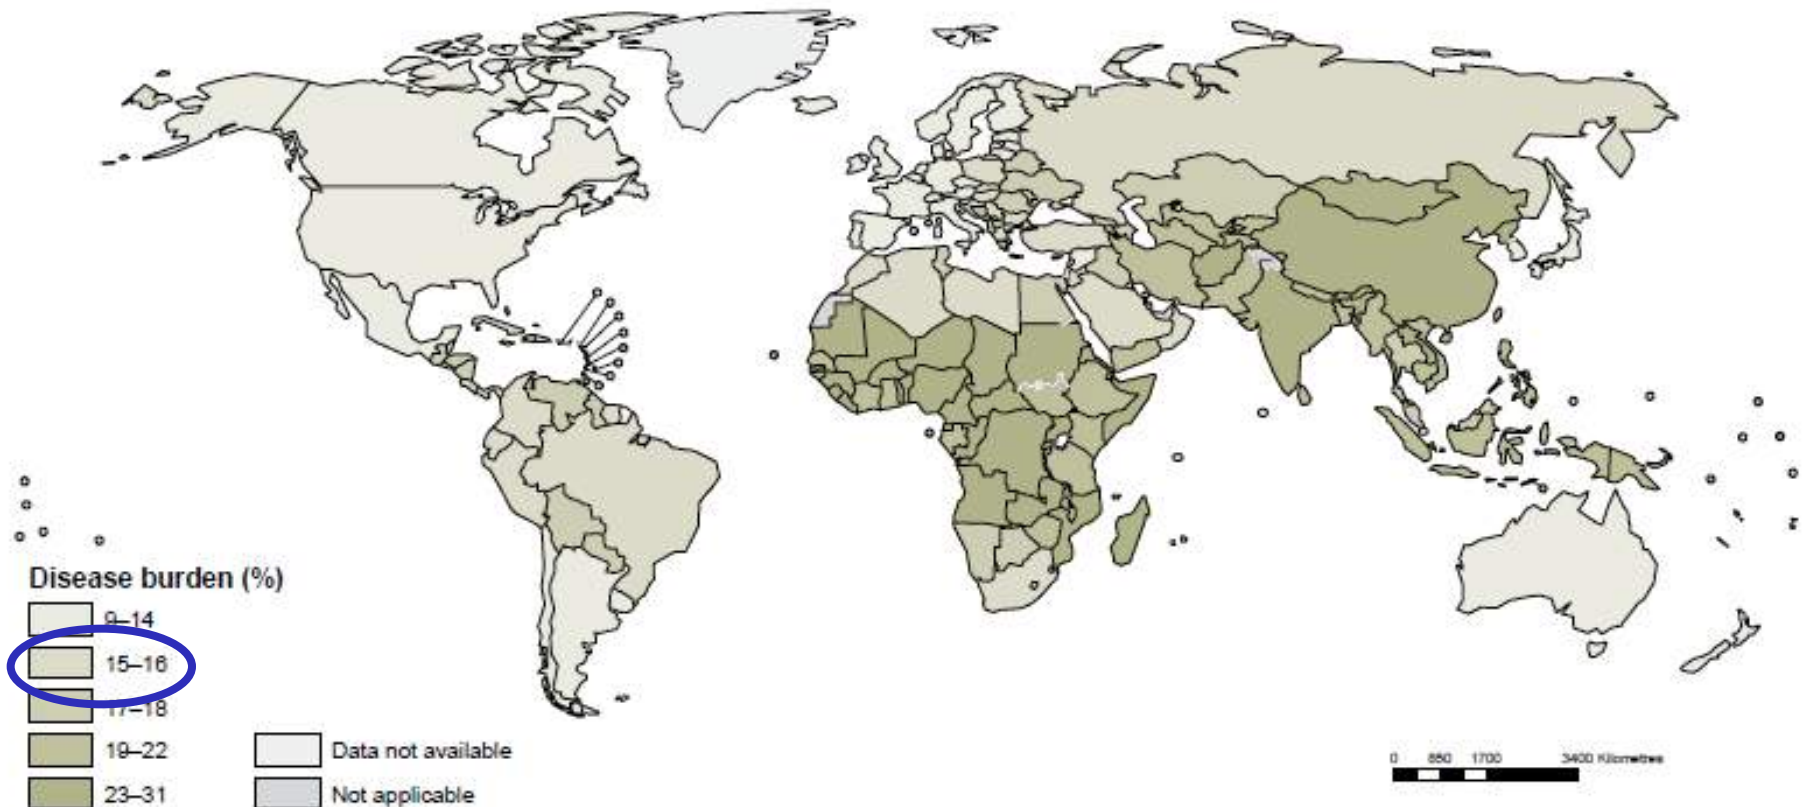 Disease burden (%)
9–14
15–16
17–18
19–22
23–31
Data not available
Not applicable
0 850 1700 3400 Kilometres